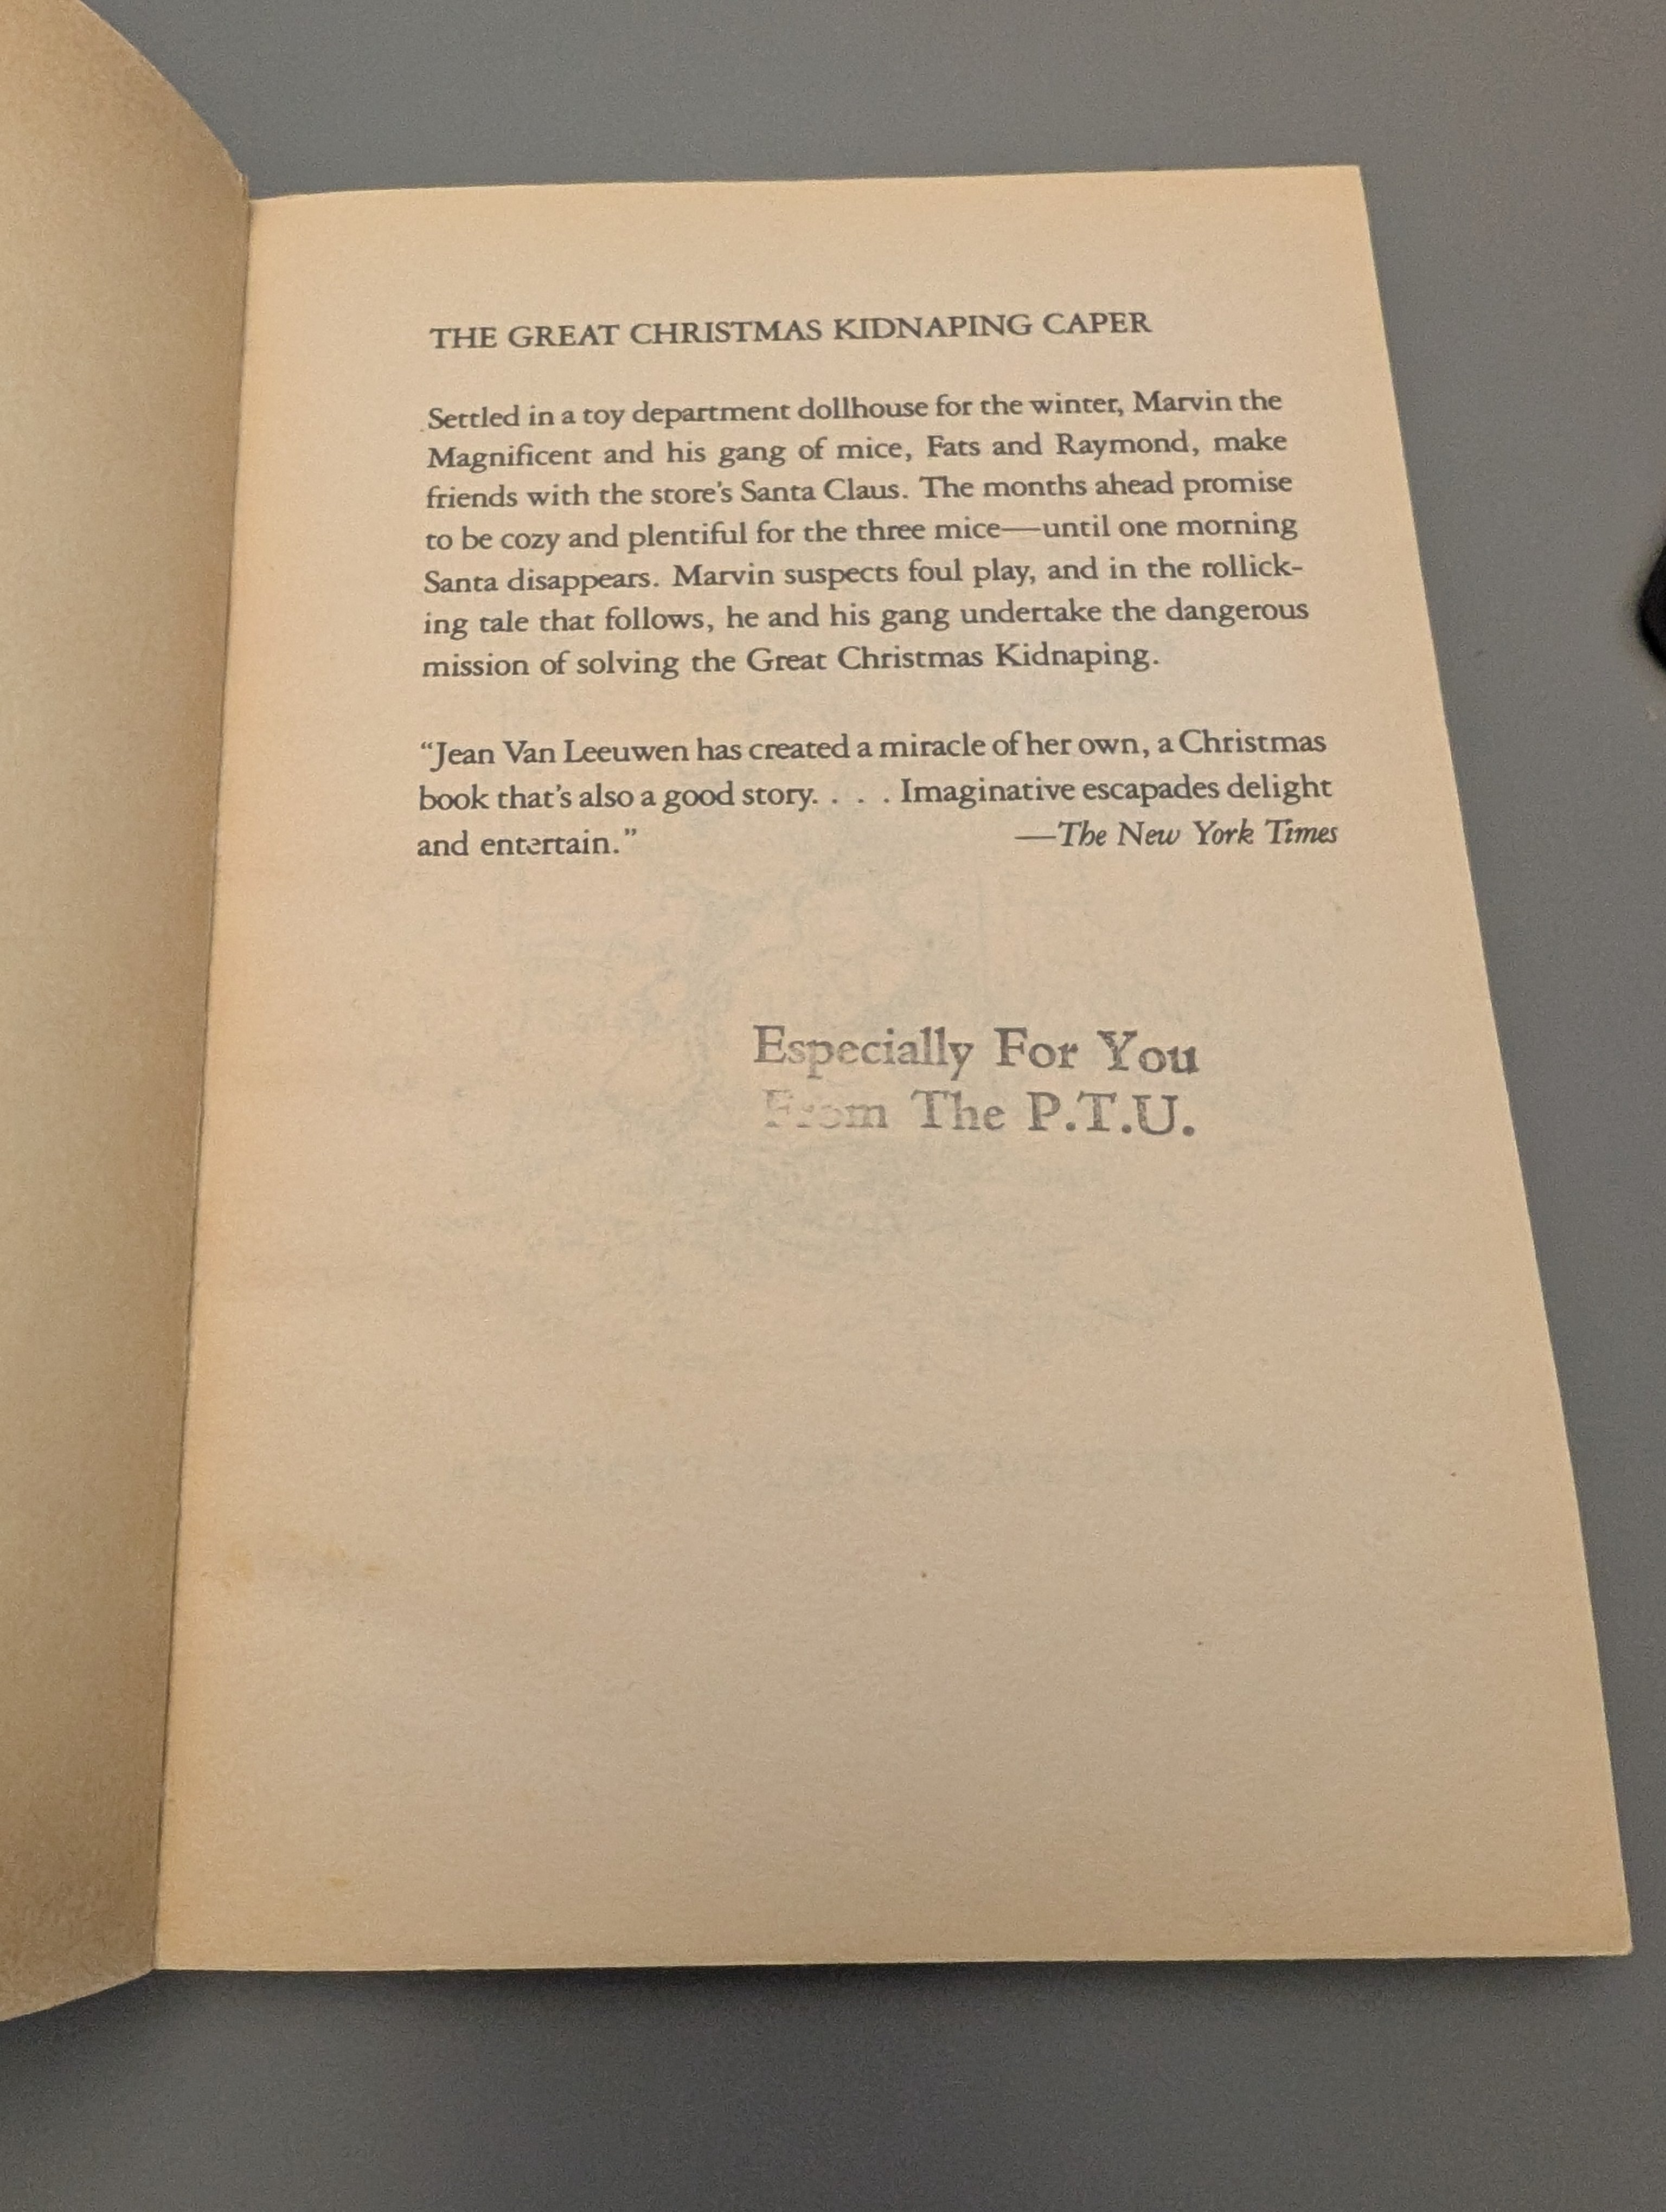 THE GREAT CHRISTMAS KIDNAPING CAPER
Settled in a toy department dollhouse for the winter, Marvin the
Magnificent and his gang of mice, Fats and Raymond, make
friends with the store's Santa Claus. The months ahead promise
to be cozy and plentiful for the three mice—until one morning
Santa disappears. Marvin suspects foul play, and in the rollick-
ing tale that follows, he and his gang undertake the dangerous
mission of solving the Great Christmas Kidnaping.
“Jean Van Leeuwen has created a miracle of her own, a Christmas
book that's also a good story. . . . Imaginative escapades delight
and entertain.” —The New York Times
Especially For You
From The P.T.U.